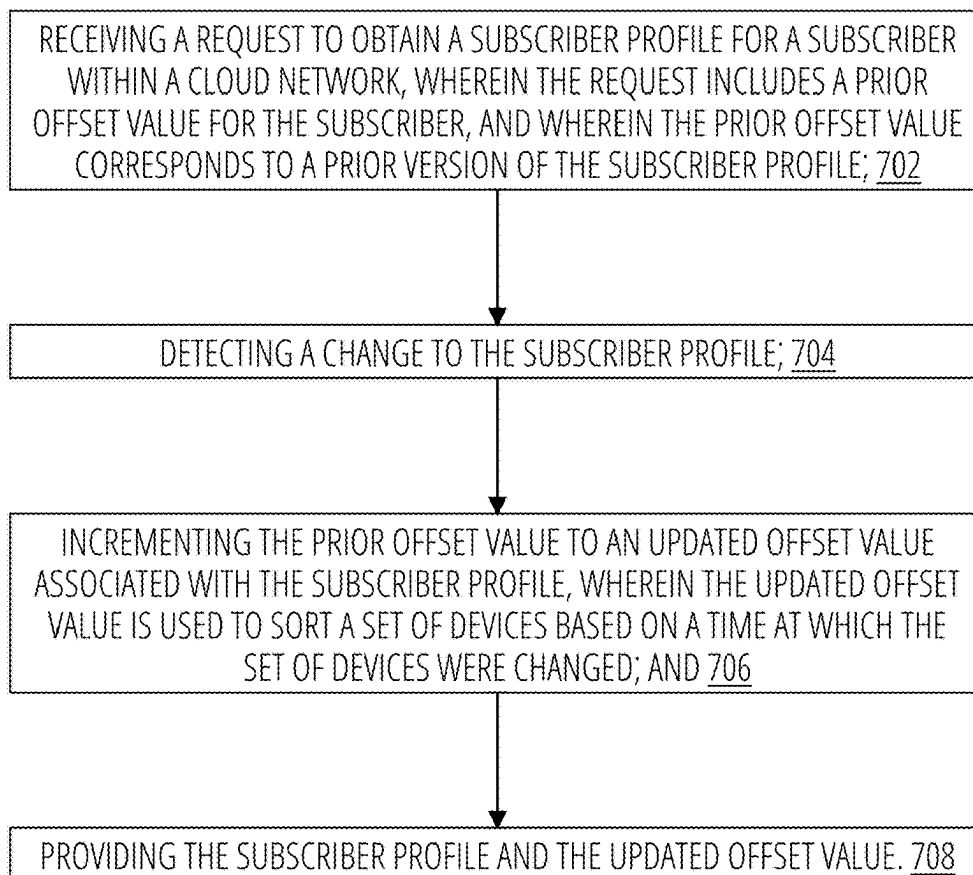 RECEIVING A REQUEST TO OBTAIN A SUBSCRIBER PROFILE FOR A SUBSCRIBER
WITHIN A CLOUD NETWORK, WHEREIN THE REQUEST INCLUDES A PRIOR
OFFSET VALUE FOR THE SUBSCRIBER, AND WHEREIN THE PRIOR OFFSET VALUE
CORRESPONDS TO A PRIOR VERSION OF THE SUBSCRIBER PROFILE; 702
DETECTING A CHANGE TO THE SUBSCRIBER PROFILE; 704
INCREMENTING THE PRIOR OFFSET VALUE TO AN UPDATED OFFSET VALUE
ASSOCIATED WITH THE SUBSCRIBER PROFILE, WHEREIN THE UPDATED OFFSET
VALUE IS USED TO SORT A SET OF DEVICES BASED ON A TIME AT WHICH THE
SET OF DEVICES WERE CHANGED; AND 706
PROVIDING THE SUBSCRIBER PROFILE AND THE UPDATED OFFSET VALUE. 708